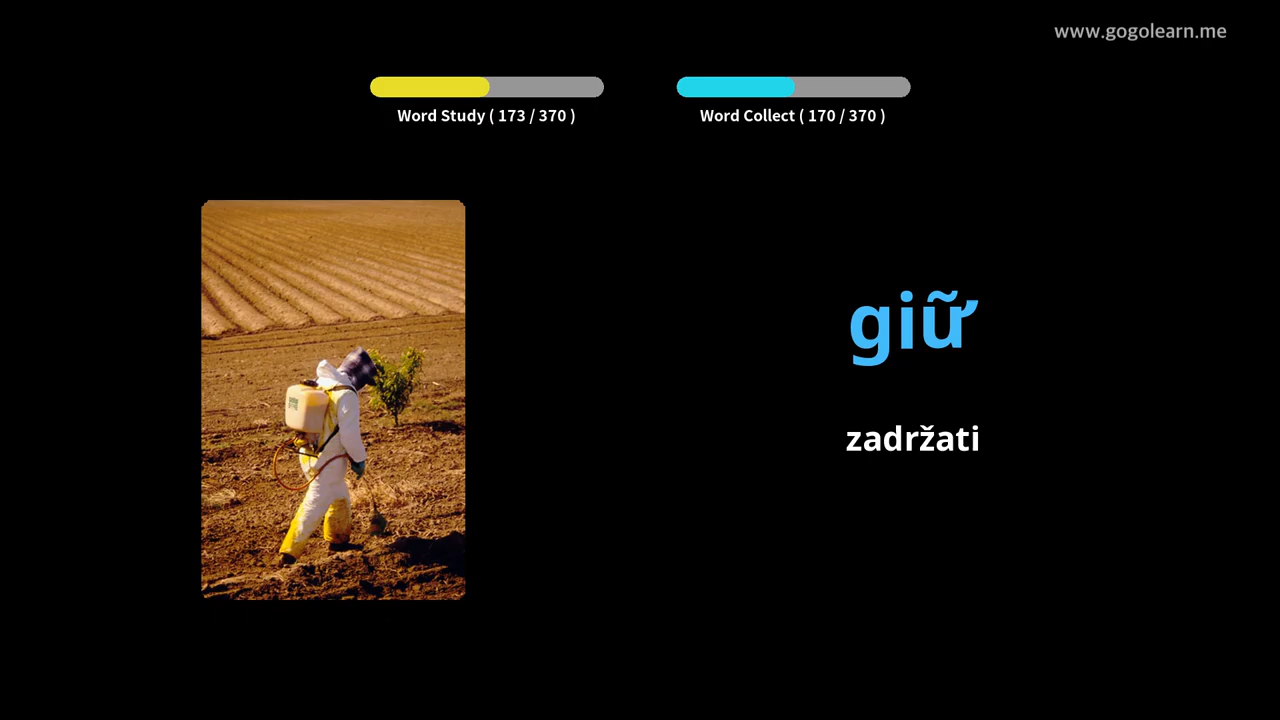 www.gogolearn.me
Word Study ( 173 / 370 )
Word Collect ( 170 / 370 )
giữ
zadržati